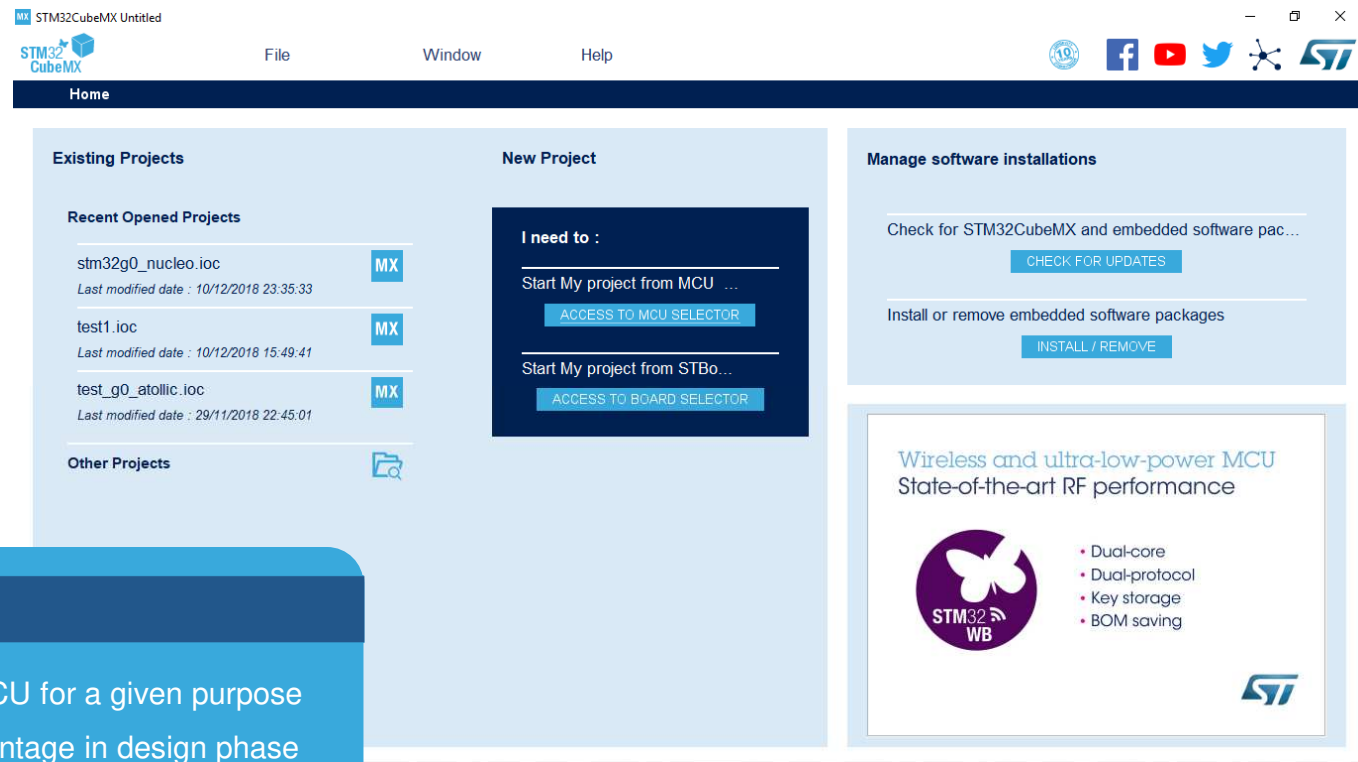 MX STM32CubeMX Untitled
STM32
CubeMX
File Window Help
10
Home
Existing Projects
Recent Opened Projects
stm32g0_nucleo.ioc
MX
Last modified date : 10/12/2018 23:35:33
test1.ioc
MX
Last modified date : 10/12/2018 15:49:41
test_g0_atollic.ioc
MX
Last modified date : 29/11/2018 22:45:01
Other Projects
New Project
I need to :
Start My project from MCU ...
ACCESS TO MCU SELECTOR
Start My project from STBo...
ACCESS TO BOARD SELECTOR
Manage software installations
Check for STM32CubeMX and embedded software pac...
CHECK FOR UPDATES
Install or remove embedded software packages
INSTALL / REMOVE
Wireless and ultra-low-power MCU
State-of-the-art RF performance
• Dual-core
• Dual-protocol
• Key storage
• BOM saving
STM32
WB
ST
CU for a given purpose
ntage in design phase